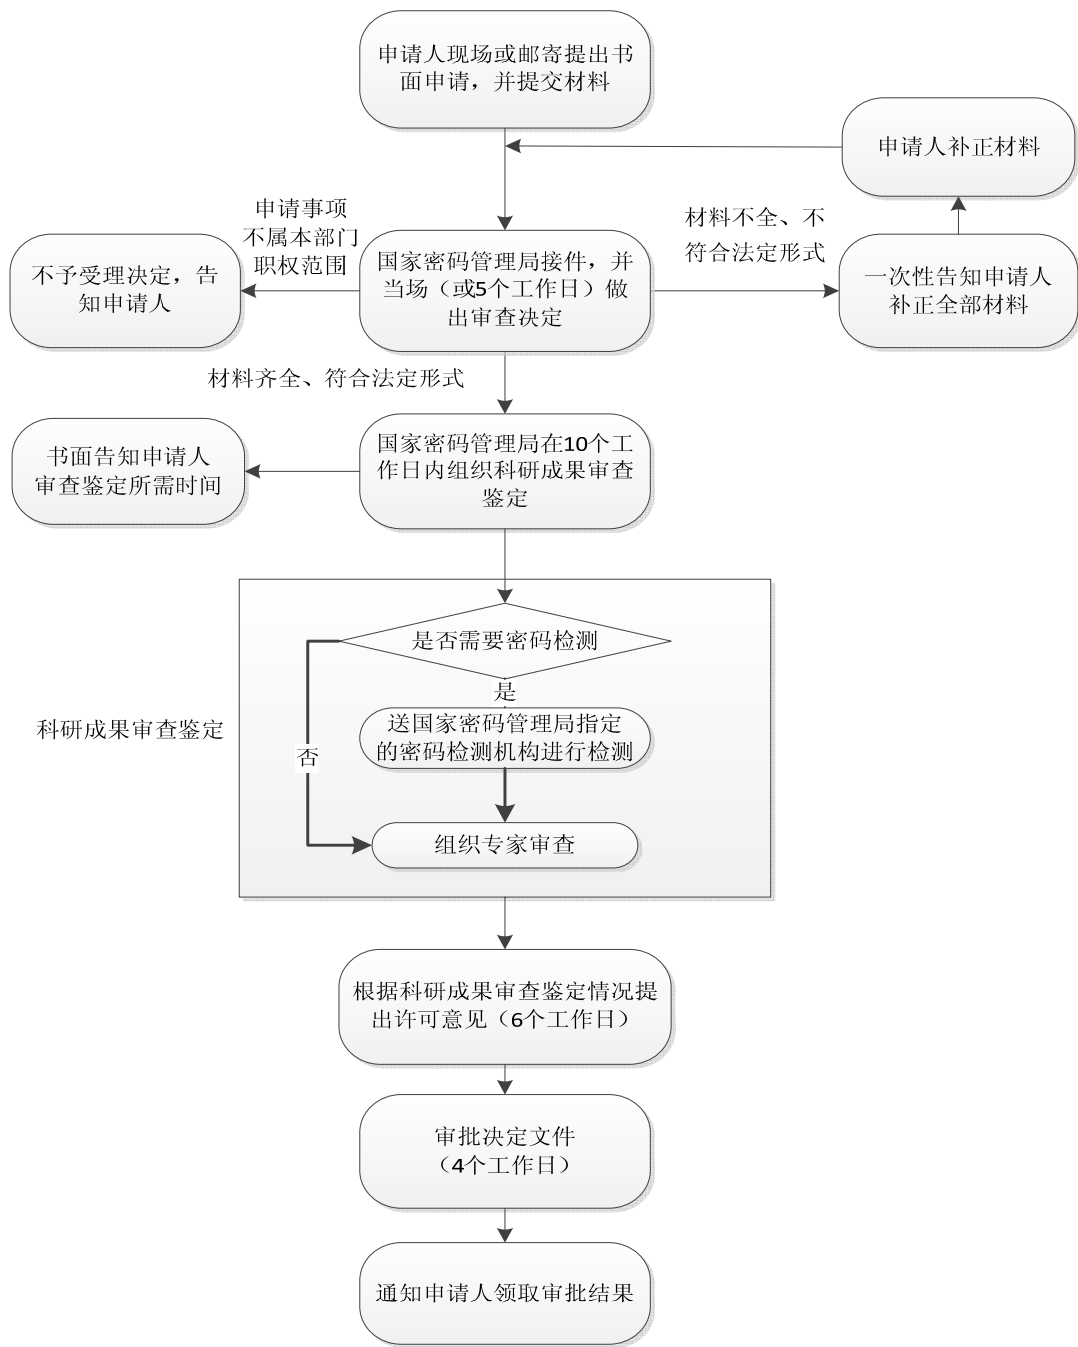 申请人现场或邮寄提出书
面申请，并提交材料
申请人补正材料
申请事项
不属本部门
职权范围
材料不全、不
符合法定形式
不予受理决定，告
知申请人
国家密码管理局接件，并
当场（或5个工作日）做
出审查决定
一次性告知申请人
补正全部材料
材料齐全、符合法定形式
书面告知申请人
审查鉴定所需时间
国家密码管理局在10个工
作日内组织科研成果审查
鉴定
是否需要密码检测
是
科研成果审查鉴定
送国家密码管理局指定
的密码检测机构进行检测
否
组织专家审查
根据科研成果审查鉴定情况提
出许可意见（6个工作日）
审批决定文件
（4个工作日）
通知申请人领取审批结果